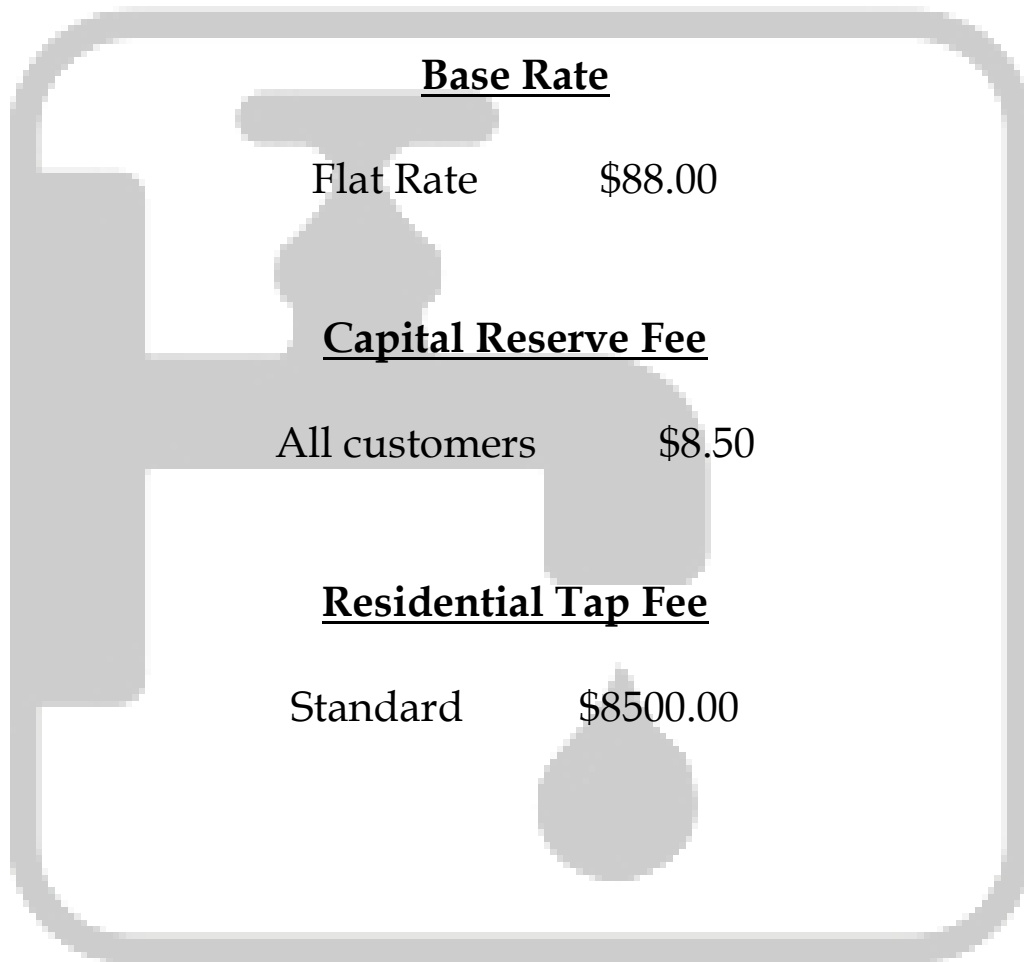 Base Rate
Flat Rate $88.00
Capital Reserve Fee
All customers $8.50
Residential Tap Fee
Standard $8500.00